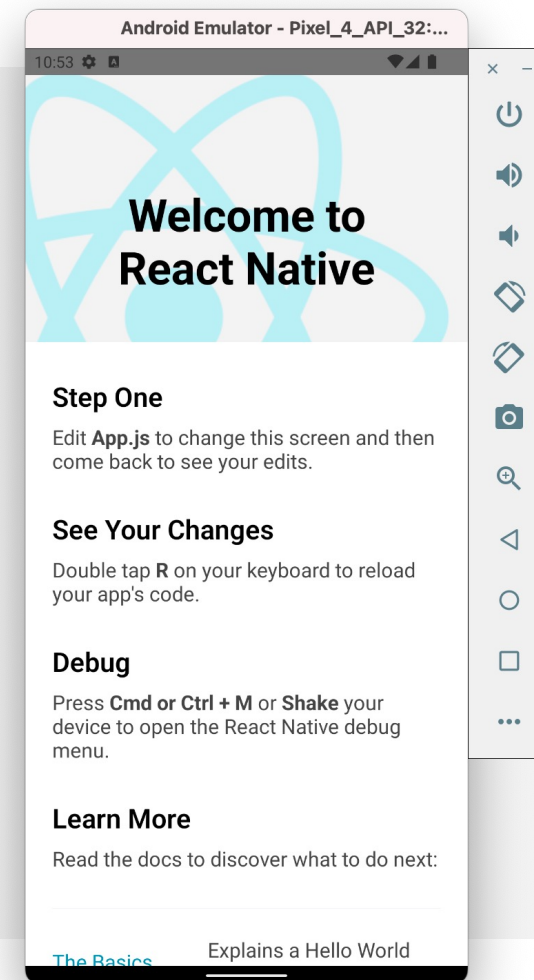 Android Emulator - Pixel_4_API_32:...
10:53
Welcome to
React Native
Step One
Edit App.js to change this screen and then
come back to see your edits.
See Your Changes
Double tap R on your keyboard to reload
your app's code.
Debug
Press Cmd or Ctrl + M or Shake your
device to open the React Native debug
menu.
Learn More
Read the docs to discover what to do next:
The Basics
Explains a Hello World